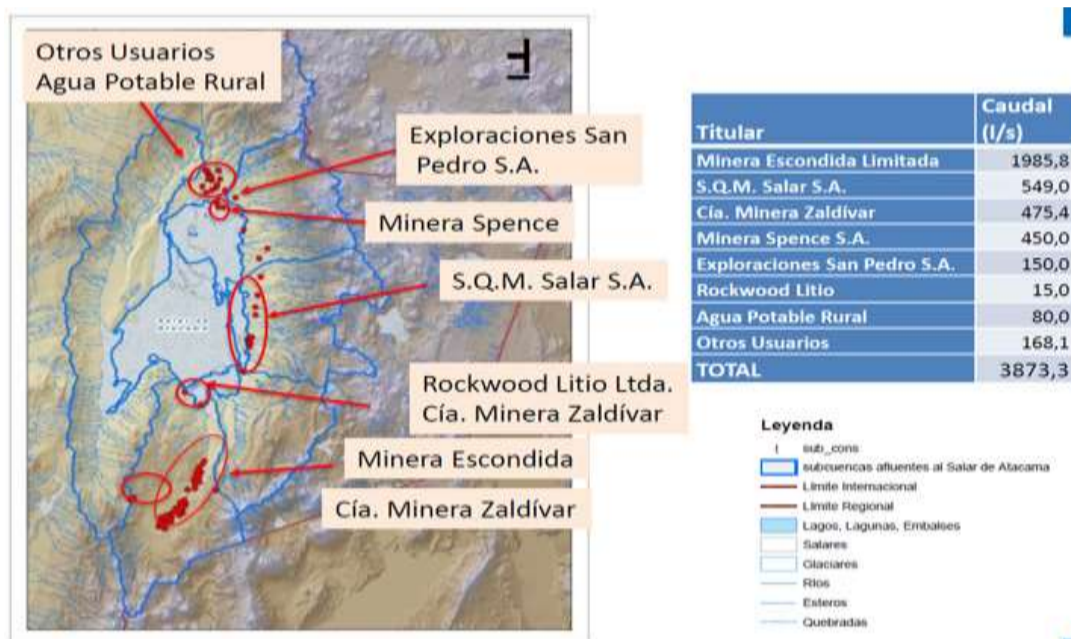 Otros Usuarios
Agua Potable Rural
Exploraciones San
Pedro S.A.
Minera Spence
S.Q.M. Salar S.A.
Rockwood Litio Ltda.
Cía. Minera Zaldívar
Minera Escondida
Cía. Minera Zaldívar
Titular Caudal (l/s)
Minera Escondida Limitada 1985,8
S.Q.M. Salar S.A. 549,0
Cía. Minera Zaldívar 475,4
Minera Spence S.A. 450,0
Exploraciones San Pedro S.A. 150,0
Rockwood Litio 15,0
Agua Potable Rural 80,0
Otros Usuarios 168,1
TOTAL 3873,3
Leyenda
sub_cons
subcuencas afluentes al Salar de Atacama
Límite Internacional
Límite Regional
Lagos, Lagunas, Embalses
Salares
Glaciares
Ríos
Esteros
Quebradas